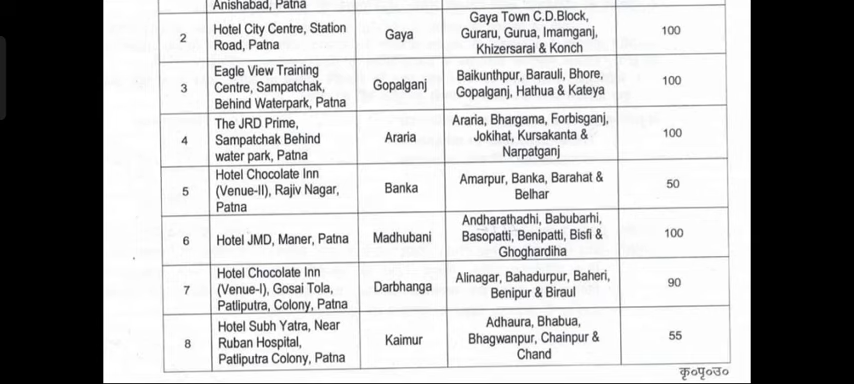 Anishabad, Patna
2 Hotel City Centre, Station Road, Patna Gaya Gaya Town C.D.Block, Guraru, Gurua, Imamganj, Khizersarai & Konch 100
3 Eagle View Training Centre, Sampatchak, Behind Waterpark, Patna Gopalganj Baikunthpur, Barauli, Bhore, Gopalganj, Hathua & Kateya 100
4 The JRD Prime, Sampatchak Behind water park, Patna Araria Araria, Bhargama, Forbisganj, Jokihat, Kursakanta & Narpatganj 100
5 Hotel Chocolate Inn (Venue-II), Rajiv Nagar, Patna Banka Amarpur, Banka, Barahat & Belhar 50
6 Hotel JMD, Maner, Patna Madhubani Andharathadhi, Babubarhi, Basopatti, Benipatti, Bisfi & Ghoghardiha 100
7 Hotel Chocolate Inn (Venue-I), Gosai Tola, Patliputra, Colony, Patna Darbhanga Alinagar, Bahadurpur, Baheri, Benipur & Biraul 90
8 Hotel Subh Yatra, Near Ruban Hospital, Patliputra Colony, Patna Kaimur Adhaura, Bhabua, Bhagwanpur, Chainpur & Chand 55
कृ०पृ०उ०